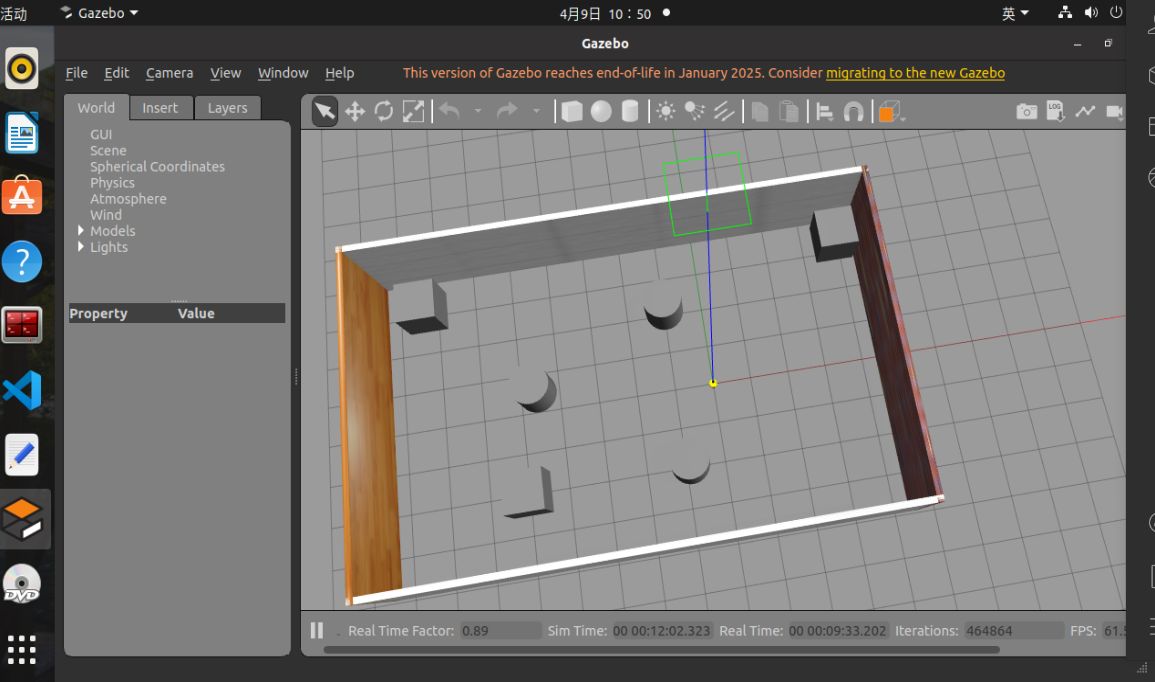 活动
Gazebo
4月9日 10：50
英
Gazebo
File Edit Camera View Window Help
This version of Gazebo reaches end-of-life in January 2025. Consider migrating to the new Gazebo
World Insert Layers
LOG
GUI
Scene
Spherical Coordinates
Physics
Atmosphere
Wind
Models
Lights
Property Value
DVD
Real Time Factor: 0.89 Sim Time: 00 00:12:02.323 Real Time: 00 00:09:33.202 Iterations: 464864 FPS: 61.5